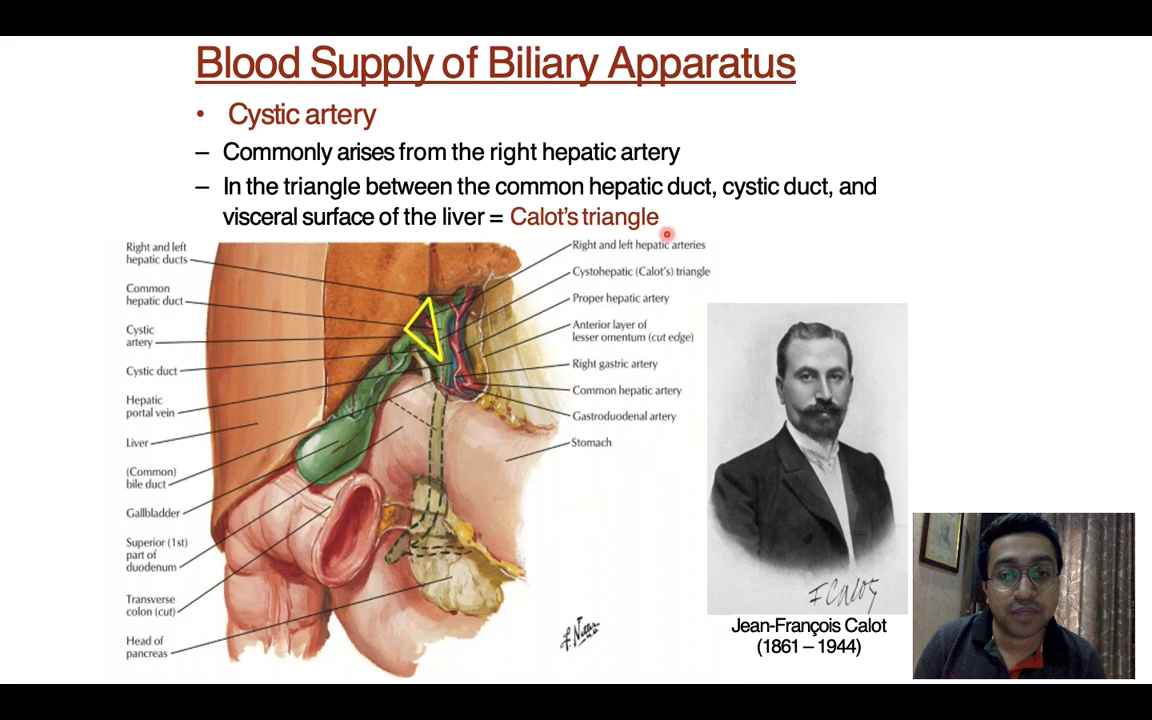 Blood Supply of Biliary Apparatus
• Cystic artery
– Commonly arises from the right hepatic artery
– In the triangle between the common hepatic duct, cystic duct, and
visceral surface of the liver = Calot's triangle
Right and left
hepatic ducts
Common
hepatic duct
Cystic
artery
Cystic duct
Hepatic
portal vein
Liver
(Common)
bile duct
Gallbladder
Superior (1st)
part of
duodenum
Transverse
colon (cut)
Head of
pancreas
Right and left hepatic arteries
Cystohepatic (Calot's) triangle
Proper hepatic artery
Anterior layer of
lesser omentum (cut edge)
Right gastric artery
Common hepatic artery
Gastroduodenal artery
Stomach
F. Netter
F Calot
Jean-François Calot
(1861 – 1944)